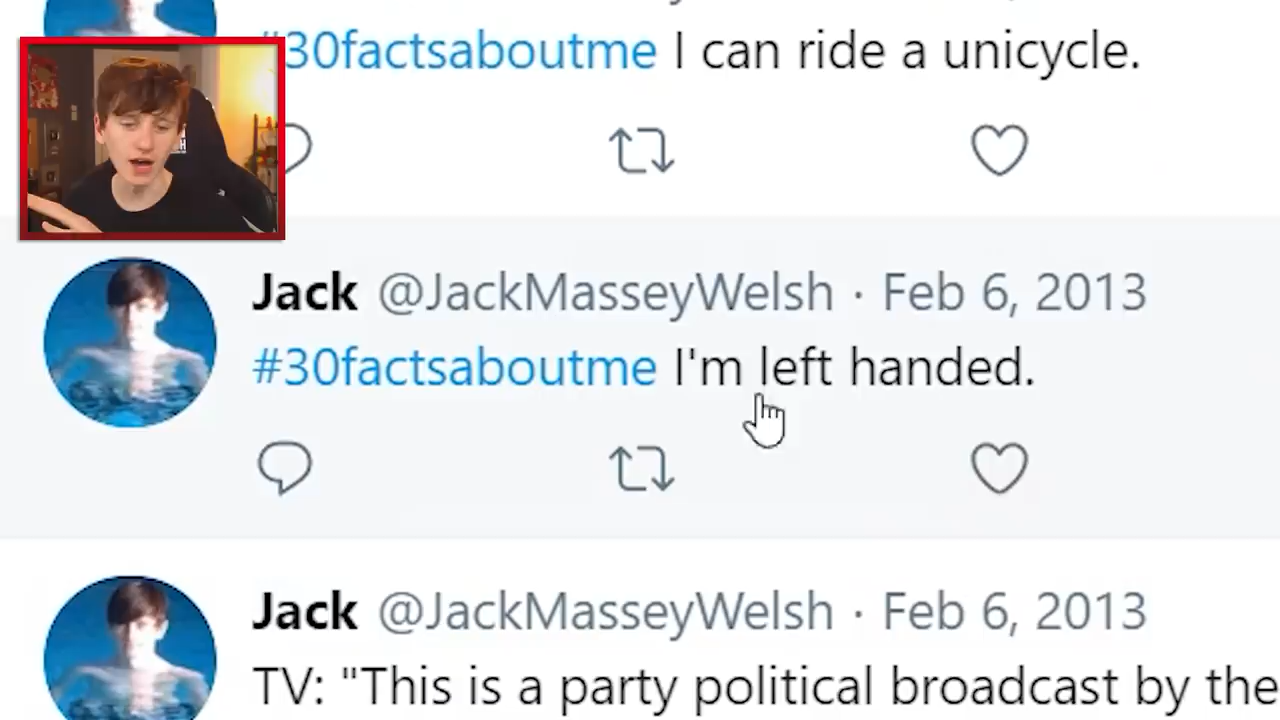 #30factsaboutme I can ride a unicycle.
Jack @JackMasseyWelsh · Feb 6, 2013
#30factsaboutme I'm left handed.
Jack @JackMasseyWelsh · Feb 6, 2013
TV: "This is a party political broadcast by the